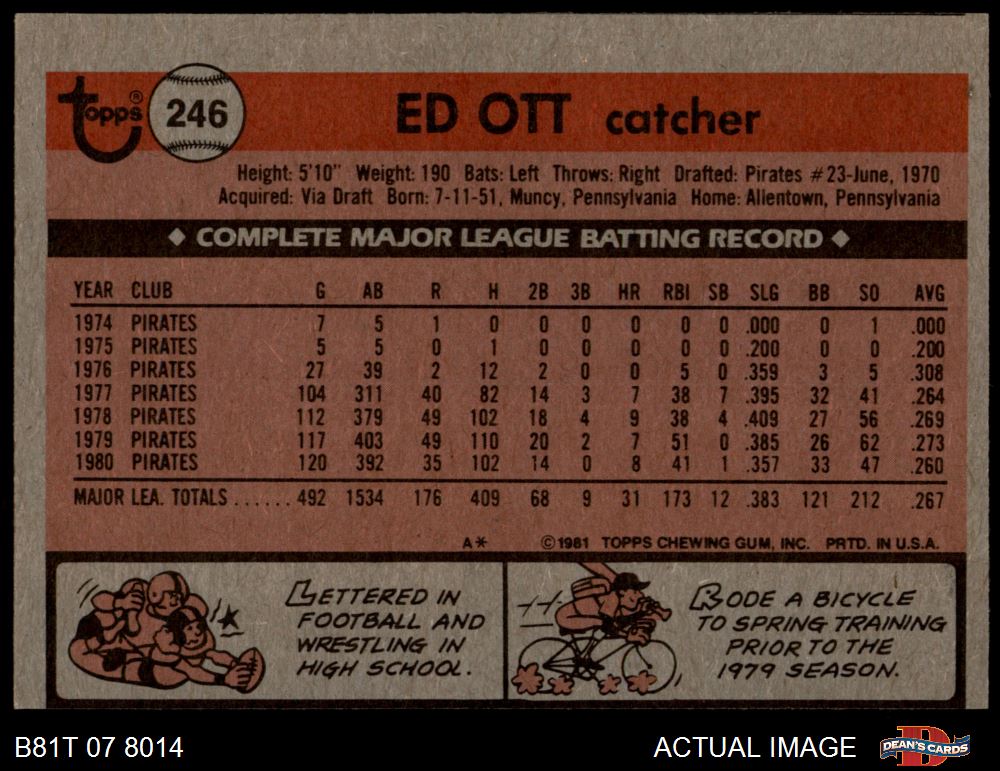 Topps® 246 ED OTT catcher
Height: 5'10" Weight: 190 Bats: Left Throws: Right Drafted: Pirates #23-June, 1970
Acquired: Via Draft Born: 7-11-51, Muncy, Pennsylvania Home: Allentown, Pennsylvania
◆ COMPLETE MAJOR LEAGUE BATTING RECORD ◆
YEAR CLUB G AB R H 2B 3B HR RBI SB SLG BB SO AVG
1974 PIRATES 7 5 1 0 0 0 0 0 0 .000 0 1 .000
1975 PIRATES 5 5 0 1 0 0 0 0 0 .200 0 0 .200
1976 PIRATES 27 39 2 12 2 0 0 5 0 .359 3 5 .308
1977 PIRATES 104 311 40 82 14 3 7 38 7 .395 32 41 .264
1978 PIRATES 112 379 49 102 18 4 9 38 4 .409 27 56 .269
1979 PIRATES 117 403 49 110 20 2 7 51 0 .385 26 62 .273
1980 PIRATES 120 392 35 102 14 0 8 41 1 .357 33 47 .260
MAJOR LEA. TOTALS ...... 492 1534 176 409 68 9 31 173 12 .383 121 212 .267
A* ©1981 TOPPS CHEWING GUM, INC. PRTD. IN U.S.A.
LETTERED IN
FOOTBALL AND
WRESTLING IN
HIGH SCHOOL.
RODE A BICYCLE
TO SPRING TRAINING
PRIOR TO THE
1979 SEASON.
B81T 07 8014 ACTUAL IMAGE DEAN'S CARDS